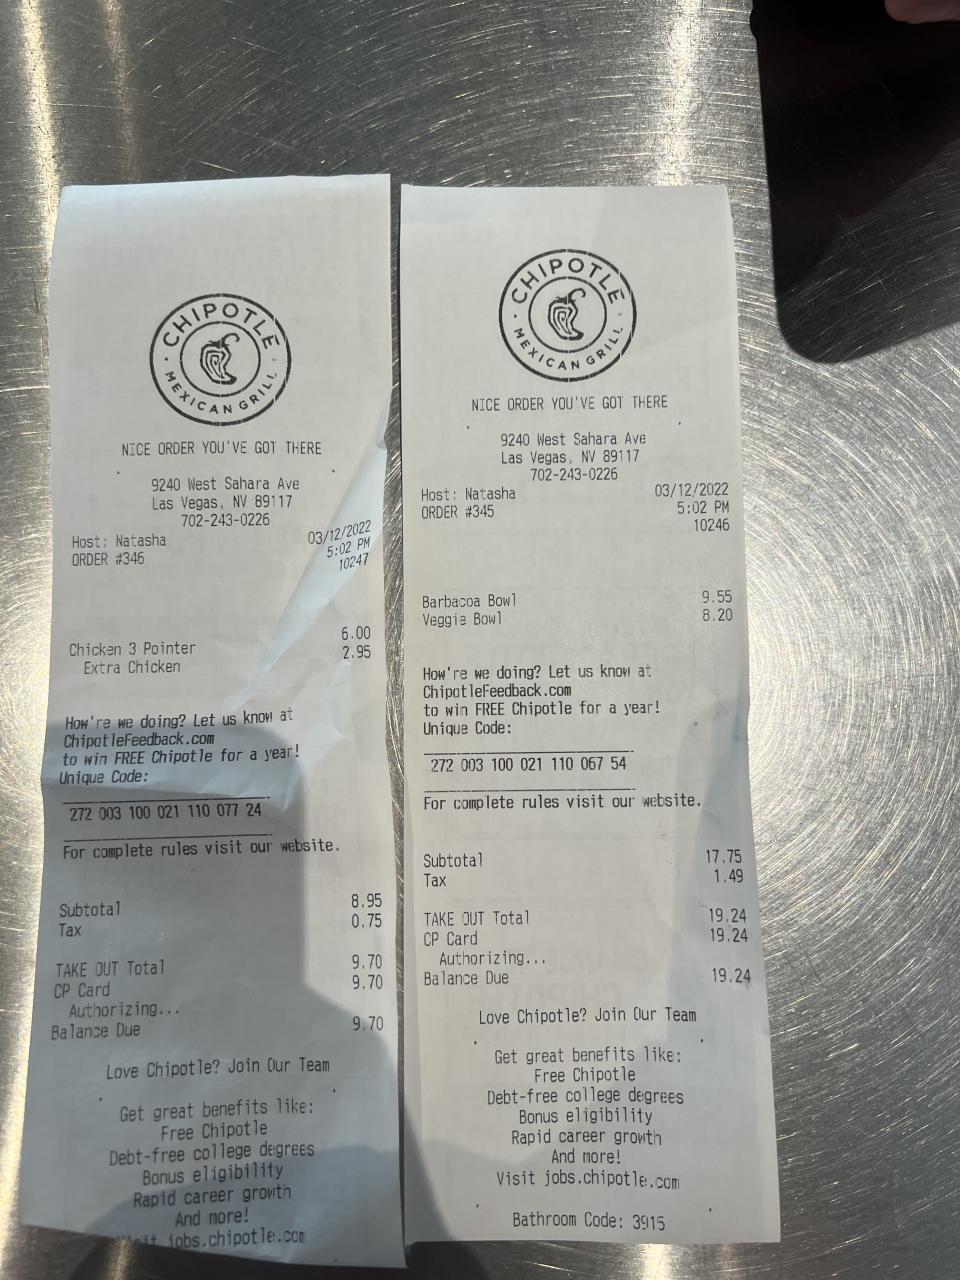 CHIPOTLE
MEXICAN GRILL
NICE ORDER YOU'VE GOT THERE
9240 West Sahara Ave
Las Vegas, NV 89117
702-243-0226
Host: Natasha 03/12/2022
ORDER #346 5:02 PM
10247
6.00
Chicken 3 Pointer 2.95
Extra Chicken
How're we doing? Let us know at
ChipotleFeedback.com
to win FREE Chipotle for a year!
Unique Code:
272 003 100 021 110 077 24
For complete rules visit our website.
Subtotal 8.95
Tax 0.75
TAKE OUT Total 9.70
CP Card 9.70
Authorizing...
Balance Due 9.70
Love Chipotle? Join Our Team
Get great benefits like:
Free Chipotle
Debt-free college degrees
Bonus eligibility
Rapid career growth
And more!
jobs.chipotle.com
CHIPOTLE
MEXICAN GRILL
NICE ORDER YOU'VE GOT THERE
9240 West Sahara Ave
Las Vegas, NV 89117
702-243-0226
Host: Natasha 03/12/2022
ORDER #345 5:02 PM
10246
Barbacoa Bowl 9.55
Veggie Bowl 8.20
How're we doing? Let us know at
ChipotleFeedback.com
to win FREE Chipotle for a year!
Unique Code:
272 003 100 021 110 067 54
For complete rules visit our website.
Subtotal 17.75
Tax 1.49
TAKE OUT Total 19.24
CP Card 19.24
Authorizing...
Balance Due 19.24
Love Chipotle? Join Our Team
Get great benefits like:
Free Chipotle
Debt-free college degrees
Bonus eligibility
Rapid career growth
And more!
Visit jobs.chipotle.com
Bathroom Code: 3915